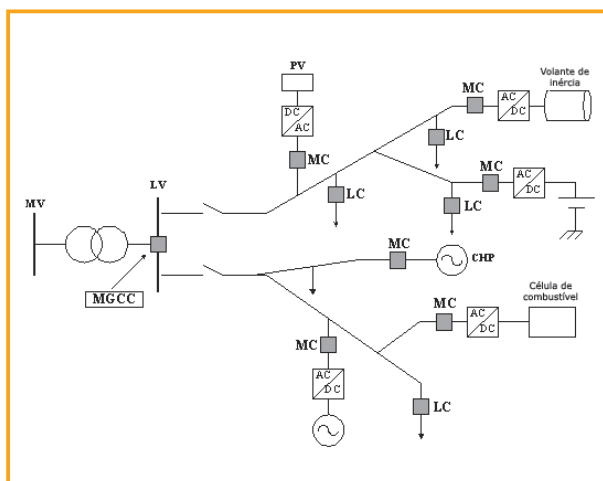 PV
Volante de
inércia
MC
AC
DC
DC
AC
MC
LC
LC
MC
AC
DC
LC
LV
MV
MGCC
MC
CHP
Célula de
combustível
MC
AC
DC
MC
AC
DC
LC